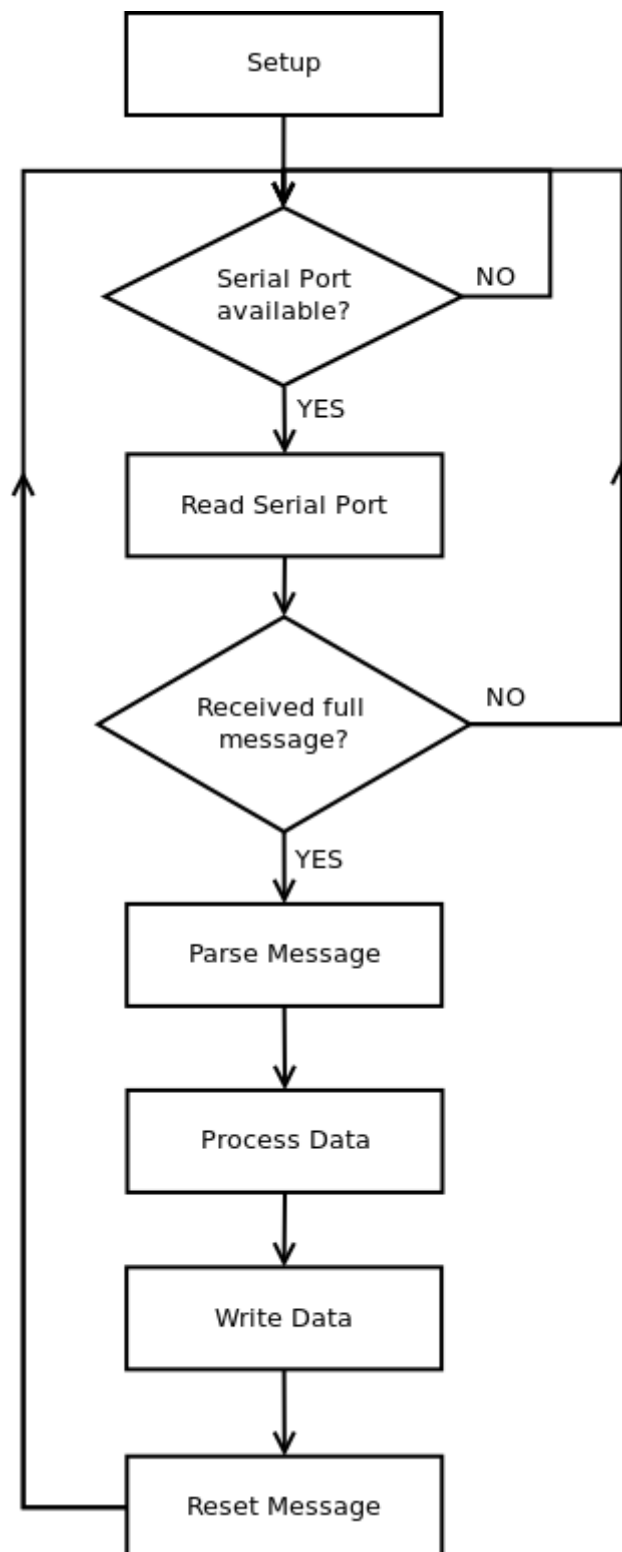 Setup
Serial Port
available?
NO
YES
Read Serial Port
Received full
message?
NO
YES
Parse Message
Process Data
Write Data
Reset Message